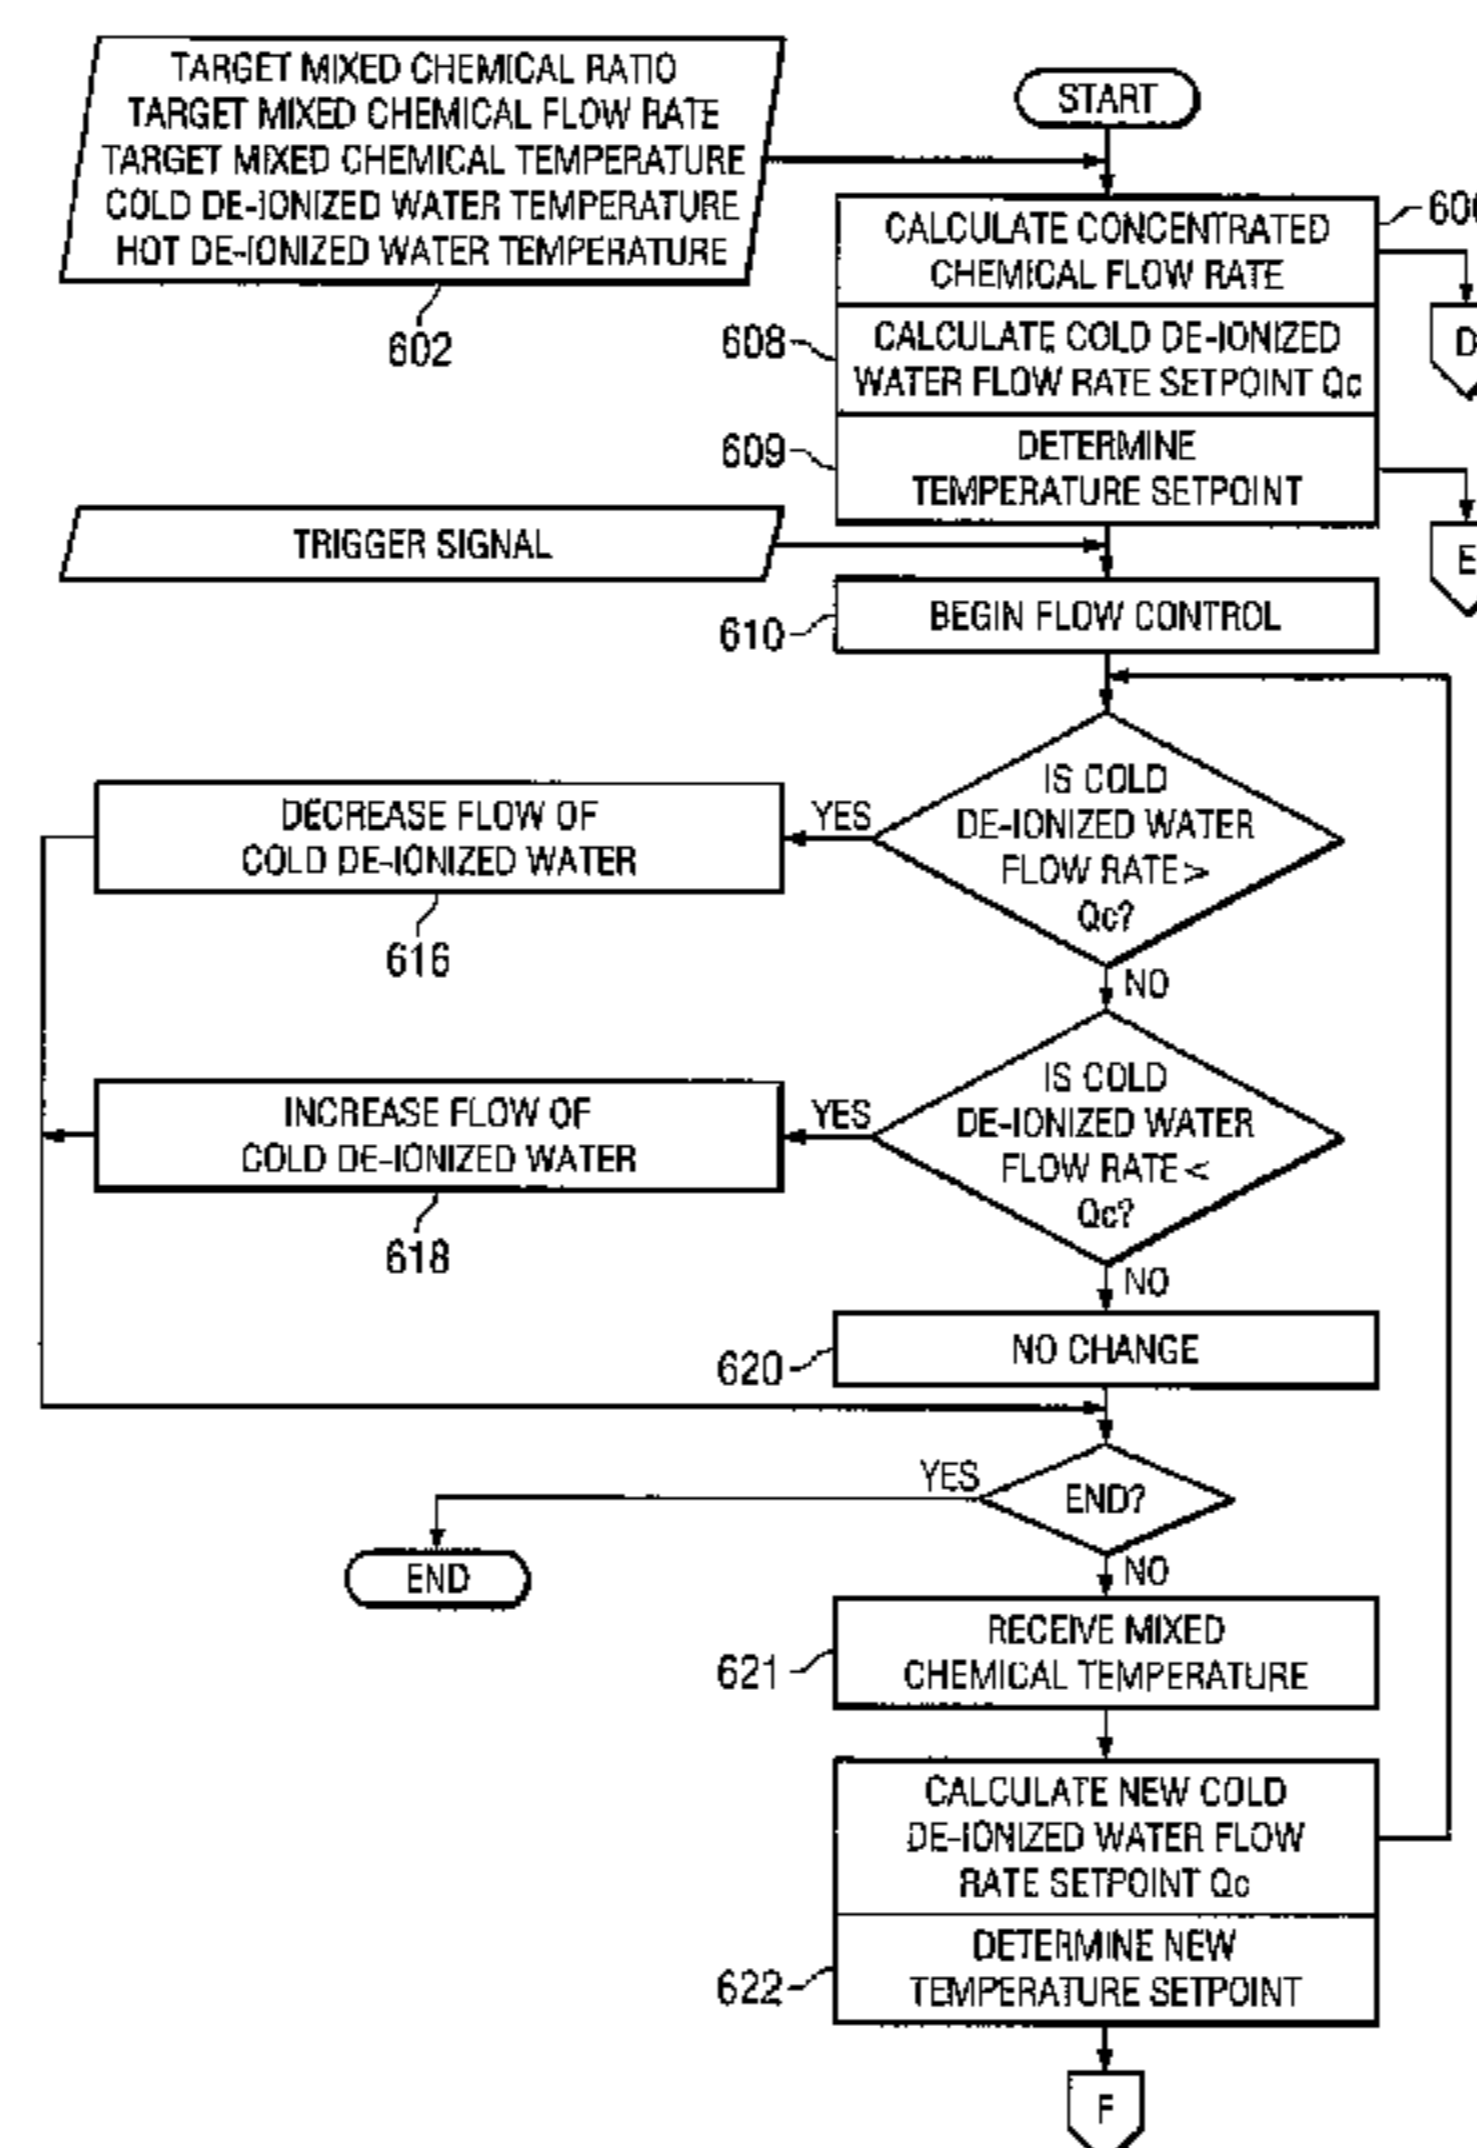 TARGET MIXED CHEMICAL RATIO
TARGET MIXED CHEMICAL FLOW RATE
TARGET MIXED CHEMICAL TEMPERATURE
COLD DE-IONIZED WATER TEMPERATURE
HOT DE-IONIZED WATER TEMPERATURE
602
START
CALCULATE CONCENTRATED
CHEMICAL FLOW RATE
D
608
CALCULATE COLD DE-IONIZED
WATER FLOW RATE SETPOINT Qc
609
DETERMINE
TEMPERATURE SETPOINT
E
TRIGGER SIGNAL
610
BEGIN FLOW CONTROL
IS COLD
DE-IONIZED WATER
FLOW RATE >
Qc?
YES
DECREASE FLOW OF
COLD DE-IONIZED WATER
616
NO
IS COLD
DE-IONIZED WATER
FLOW RATE <
Qc?
YES
INCREASE FLOW OF
COLD DE-IONIZED WATER
618
NO
620
NO CHANGE
END?
YES
END
NO
621
RECEIVE MIXED
CHEMICAL TEMPERATURE
CALCULATE NEW COLD
DE-IONIZED WATER FLOW
RATE SETPOINT Qc
622
DETERMINE NEW
TEMPERATURE SETPOINT
F